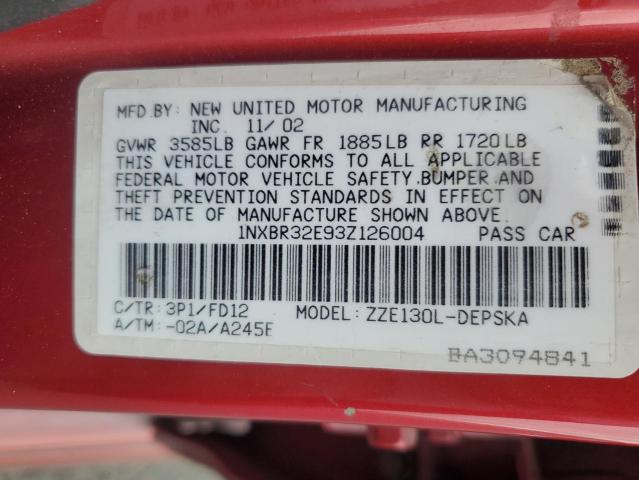 MFD.BY: NEW UNITED MOTOR MANUFACTURING
INC. 11/02
GVWR 3585LB GAWR FR 1885LB RR 1720LB
THIS VEHICLE CONFORMS TO ALL APPLICABLE
FEDERAL MOTOR VEHICLE SAFETY,BUMPER,AND
THEFT PREVENTION STANDARDS IN EFFECT ON
THE DATE OF MANUFACTURE SHOWN ABOVE.
1NXBR32E93Z126004 PASS CAR
C/TR: 3P1/FD12 MODEL: ZZE130L-DEPSKA
A/TM: -02A/A245E
BA3094841